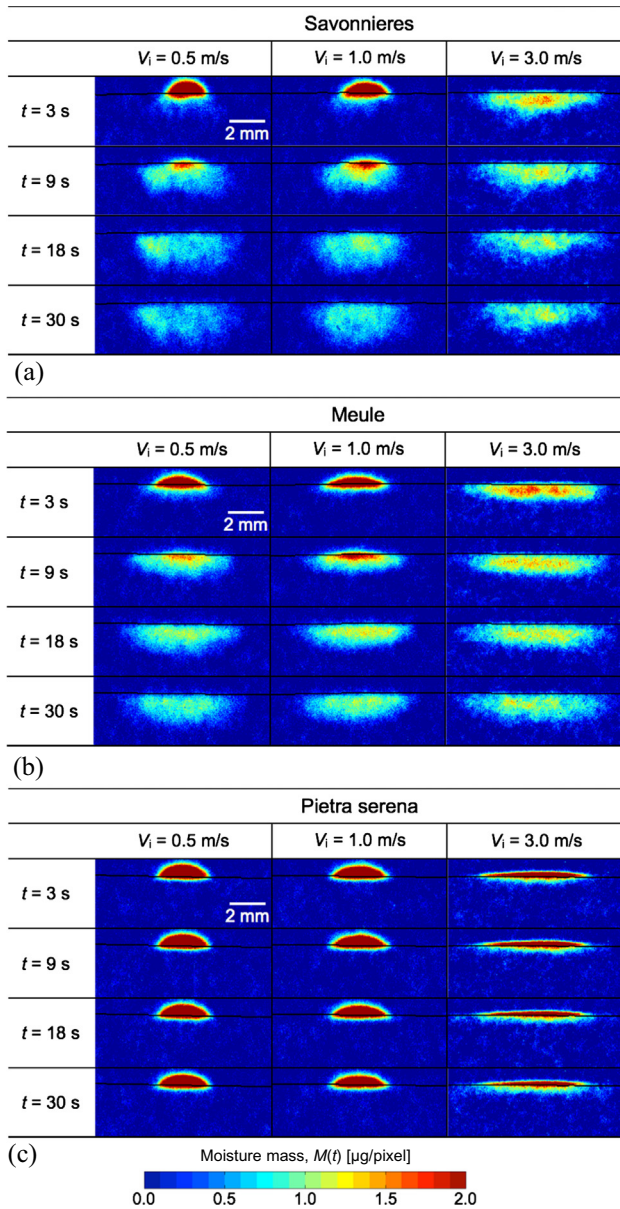 Savonnieres
Vi = 0.5 m/s Vi = 1.0 m/s Vi = 3.0 m/s
t = 3 s
2 mm
t = 9 s
t = 18 s
t = 30 s
(a)
Meule
Vi = 0.5 m/s Vi = 1.0 m/s Vi = 3.0 m/s
t = 3 s
2 mm
t = 9 s
t = 18 s
t = 30 s
(b)
Pietra serena
Vi = 0.5 m/s Vi = 1.0 m/s Vi = 3.0 m/s
t = 3 s
2 mm
t = 9 s
t = 18 s
t = 30 s
(c)
Moisture mass, M(t) [µg/pixel]
0.0 0.5 1.0 1.5 2.0